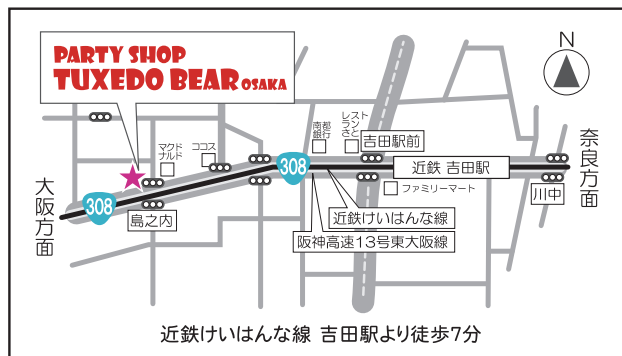 PARTY SHOP
TUXEDO BEAR OSAKA
N
マクド
ナルド
ココス
南都
銀行
レスト
ラン
さと
吉田駅前
奈良方面
308
近鉄 吉田駅
ファミリーマート
川中
大阪方面
308
島之内
近鉄けいはんな線
阪神高速13号東大阪線
近鉄けいはんな線 吉田駅より徒歩7分